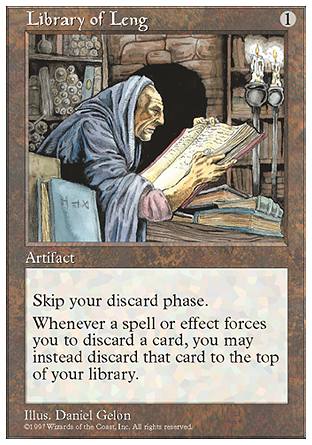 Library of Leng 1
Artifact
Skip your discard phase.
Whenever a spell or effect forces
you to discard a card, you may
instead discard that card to the top
of your library.
Illus. Daniel Gelon
©1997 Wizards of the Coast, Inc. All rights reserved.